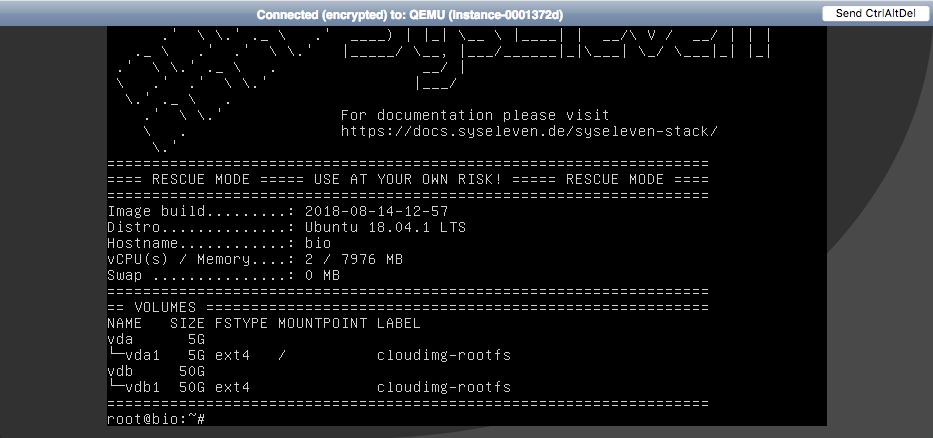 Connected (encrypted) to: QEMU (instance-0001372d)
Send CtrlAltDel
For documentation please visit
https://docs.syseleven.de/syseleven-stack/
===================================================================
==== RESCUE MODE ===== USE AT YOUR OWN RISK! ===== RESCUE MODE ====
===================================================================
Image build.........: 2018-08-14-12-57
Distro..............: Ubuntu 18.04.1 LTS
Hostname............: bio
vCPU(s) / Memory....: 2 / 7976 MB
Swap ...............: 0 MB
===================================================================
== VOLUMES ========================================================
NAME   SIZE FSTYPE MOUNTPOINT LABEL
vda      5G
└─vda1   5G ext4   /          cloudimg-rootfs
vdb     50G
└─vdb1  50G ext4              cloudimg-rootfs
===================================================================
root@bio:~#